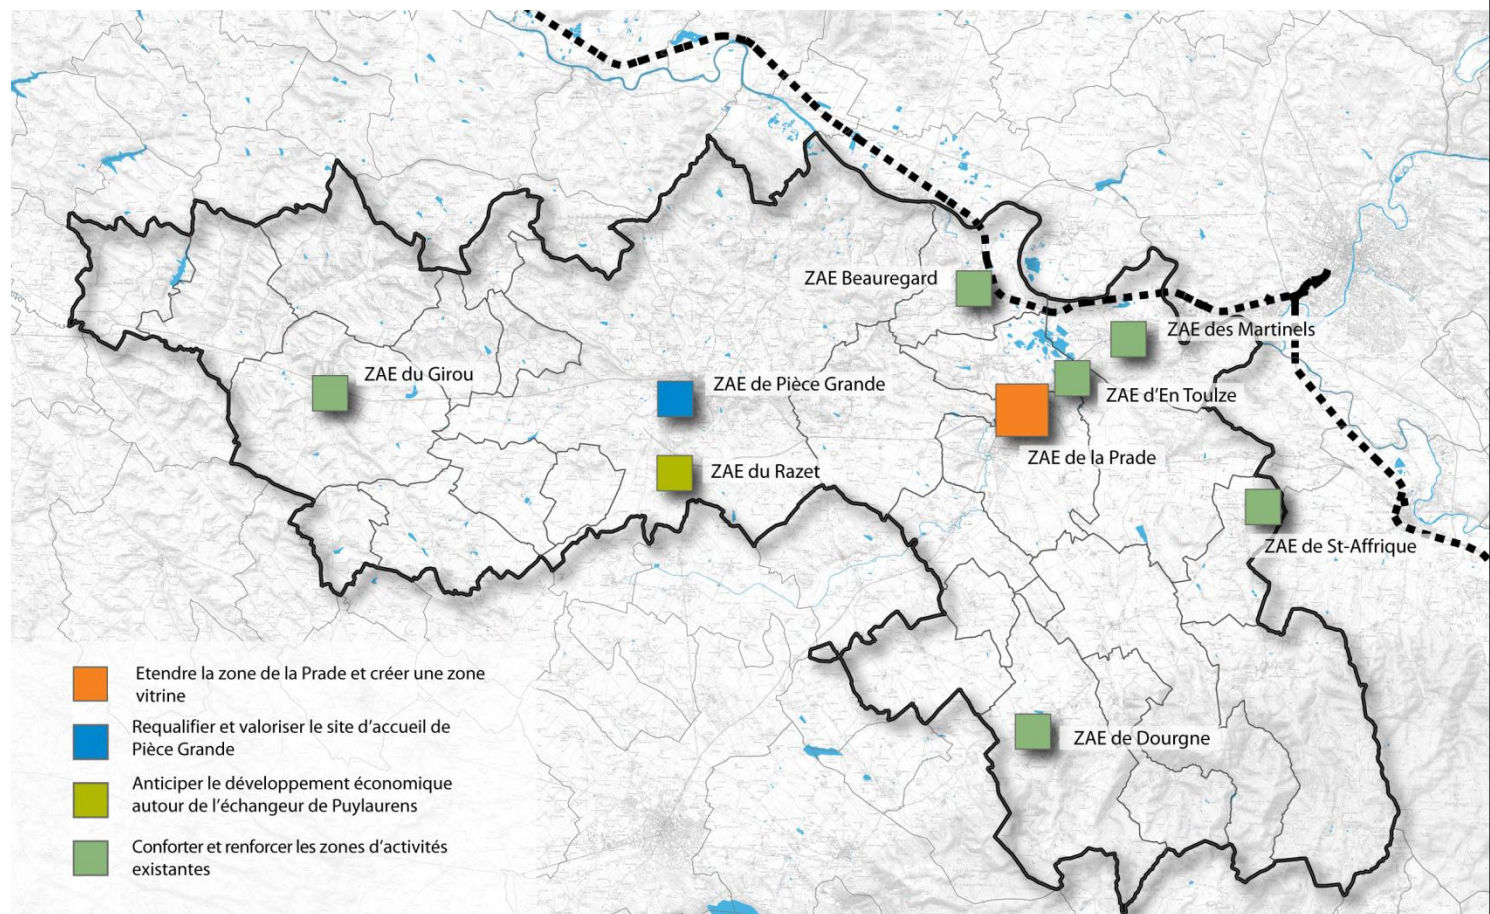 ZAE Beauregard
ZAE des Martinels
ZAE du Girou
ZAE de Pièce Grande
ZAE d'En Toulze
ZAE de la Prade
ZAE du Razet
ZAE de St-Affrique
ZAE de Dourgne
Etendre la zone de la Prade et créer une zone
vitrine
Requalifier et valoriser le site d'accueil de
Pièce Grande
Anticiper le développement économique
autour de l'échangeur de Puylaurens
Conforter et renforcer les zones d'activités
existantes